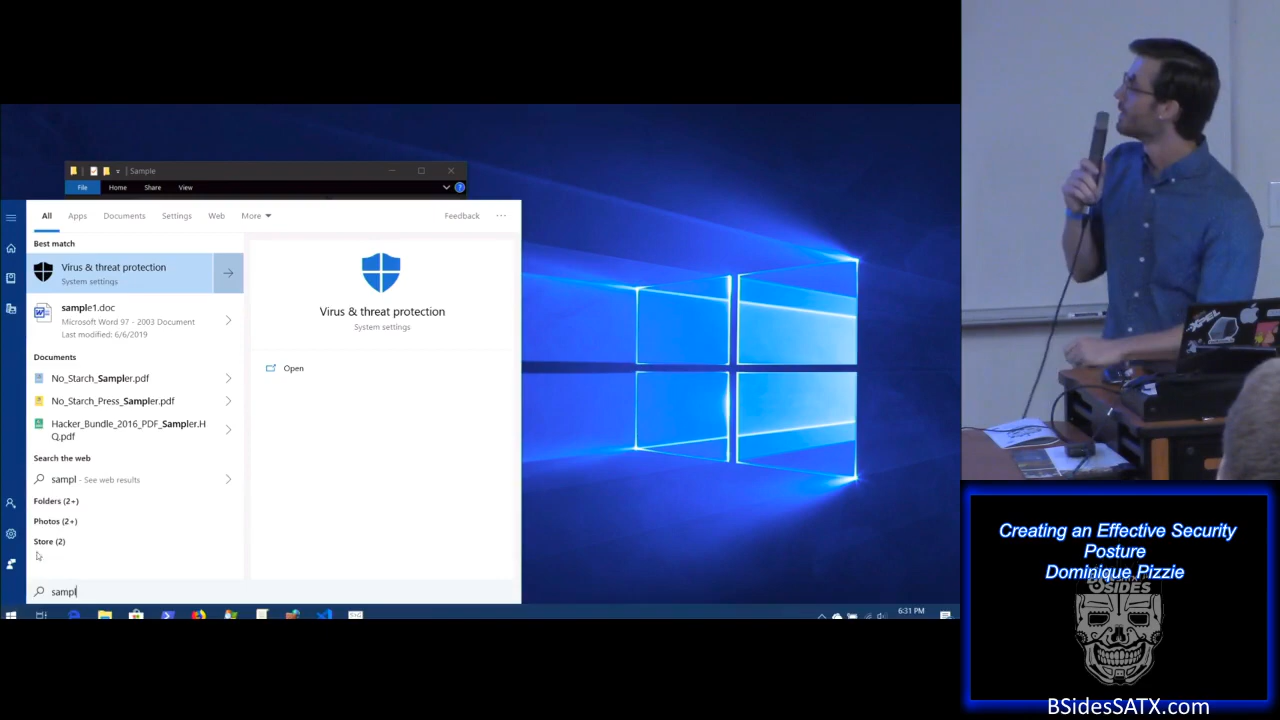 Sample
File Home Share View
All Apps Documents Settings Web More Feedback
Best match
Virus & threat protection
System settings
sample1.doc
Microsoft Word 97 - 2003 Document
Last modified: 6/6/2019
Documents
No_Starch_Sampler.pdf
No_Starch_Press_Sampler.pdf
Hacker_Bundle_2016_PDF_Sampler.H
Q.pdf
Search the web
sampl - See web results
Folders (2+)
Photos (2+)
Store (2)
sampl
Virus & threat protection
System settings
Open
6:31 PM
Creating an Effective Security
Posture
Dominique Pizzie
BSIDES
BSidesSATX.com